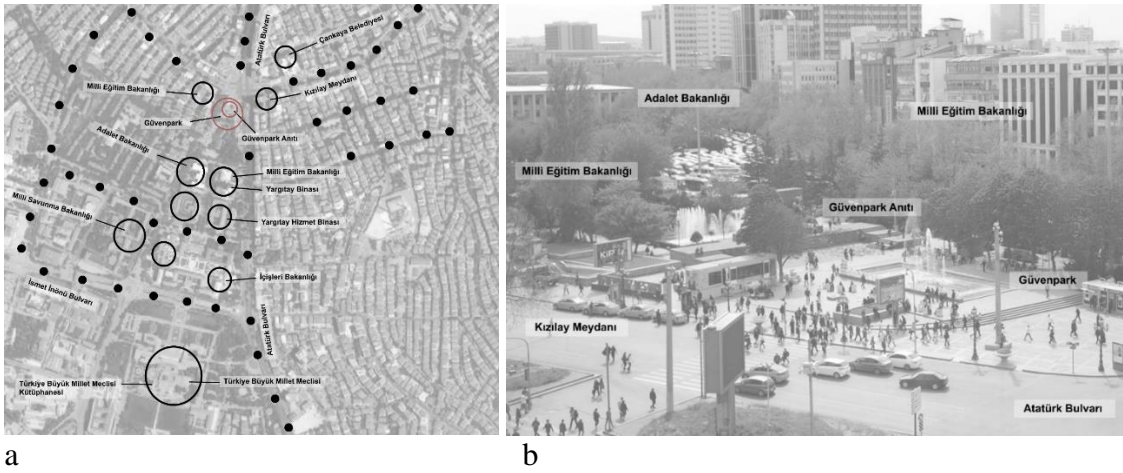 Atatürk Bulvarı
Çankaya Belediyesi
Milli Eğitim Bakanlığı
Kızılay Meydanı
Güvenpark
Güvenpark Anıtı
Adalet Bakanlığı
Milli Eğitim Bakanlığı
Yargıtay Binası
Milli Savunma Bakanlığı
Yargıtay Hizmet Binası
İçişleri Bakanlığı
İsmet İnönü Bulvarı
Atatürk Bulvarı
Türkiye Büyük Millet Meclisi
Kütüphanesi
Türkiye Büyük Millet Meclisi
a
Adalet Bakanlığı
Milli Eğitim Bakanlığı
Milli Eğitim Bakanlığı
Güvenpark Anıtı
Güvenpark
Kızılay Meydanı
Atatürk Bulvarı
b